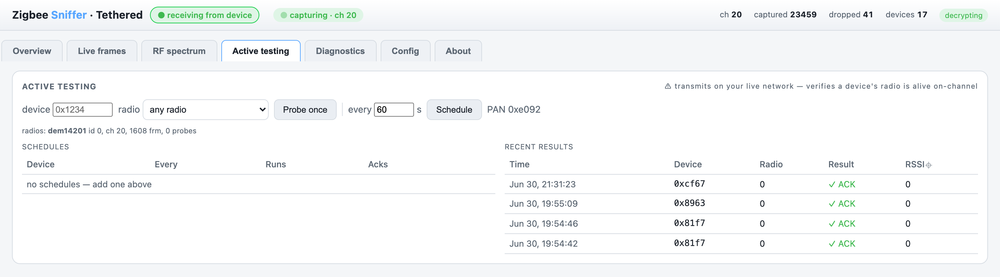 Zigbee Sniffer · Tethered receiving from device capturing · ch 20 ch 20 captured 23459 dropped 41 devices 17 decrypting
Overview Live frames RF spectrum Active testing Diagnostics Config About
ACTIVE TESTING ⚠ transmits on your live network — verifies a device's radio is alive on-channel
device 0x1234 radio any radio Probe once every 60 s Schedule PAN 0xe092
radios: dem14201 id 0, ch 20, 1608 frm, 0 probes
SCHEDULES RECENT RESULTS
Device Every Runs Acks Time Device Radio Result RSSI⌖
no schedules — add one above Jun 30, 21:31:23 0xcf67 0 ✓ ACK 0
Jun 30, 19:55:09 0x8963 0 ✓ ACK 0
Jun 30, 19:54:46 0x81f7 0 ✓ ACK 0
Jun 30, 19:54:42 0x81f7 0 ✓ ACK 0